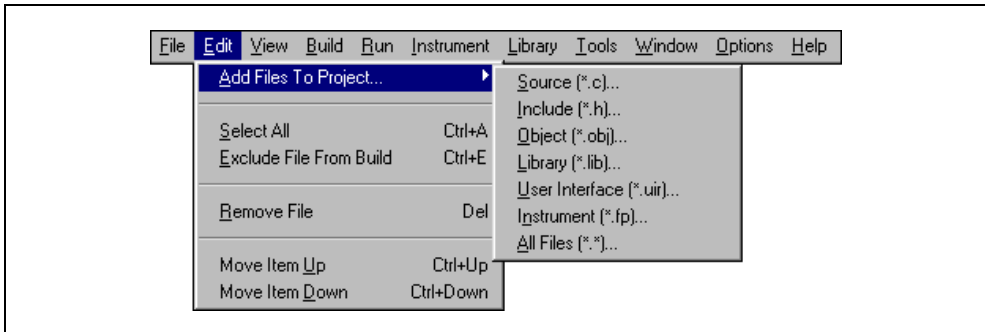 File Edit View Build Run Instrument Library Tools Window Options Help
Add Files To Project...
Select All Ctrl+A
Exclude File From Build Ctrl+E
Remove File Del
Move Item Up Ctrl+Up
Move Item Down Ctrl+Down
Source (*.c)...
Include (*.h)...
Object (*.obj)...
Library (*.lib)...
User Interface (*.uir)...
Instrument (*.fp)...
All Files (*.*)...